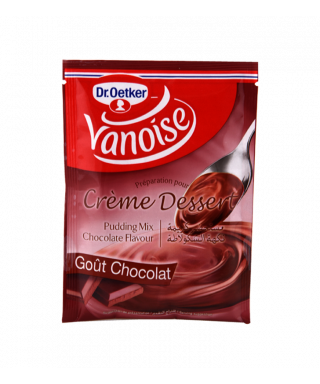 Dr.Oetker
Vanoise
Préparation pour
Crème Dessert
Pudding Mix
Chocolate Flavour
Goût Chocolat